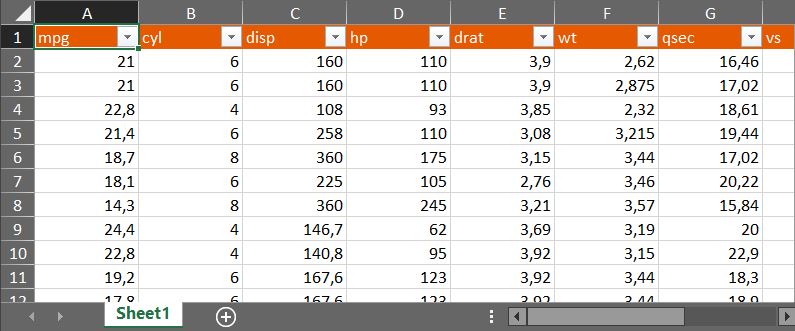 A B C D E F G
1 mpg cyl disp hp drat wt qsec vs
2 21 6 160 110 3,9 2,62 16,46
3 21 6 160 110 3,9 2,875 17,02
4 22,8 4 108 93 3,85 2,32 18,61
5 21,4 6 258 110 3,08 3,215 19,44
6 18,7 8 360 175 3,15 3,44 17,02
7 18,1 6 225 105 2,76 3,46 20,22
8 14,3 8 360 245 3,21 3,57 15,84
9 24,4 4 146,7 62 3,69 3,19 20
10 22,8 4 140,8 95 3,92 3,15 22,9
11 19,2 6 167,6 123 3,92 3,44 18,3
12 17,8 6 167,6 123 3,92 3,44 18,9
Sheet1